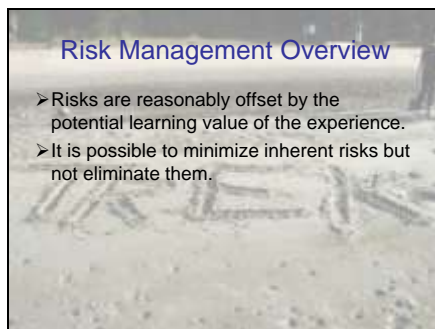 Risk Management Overview
➢Risks are reasonably offset by the
potential learning value of the experience.
➢It is possible to minimize inherent risks but
not eliminate them.